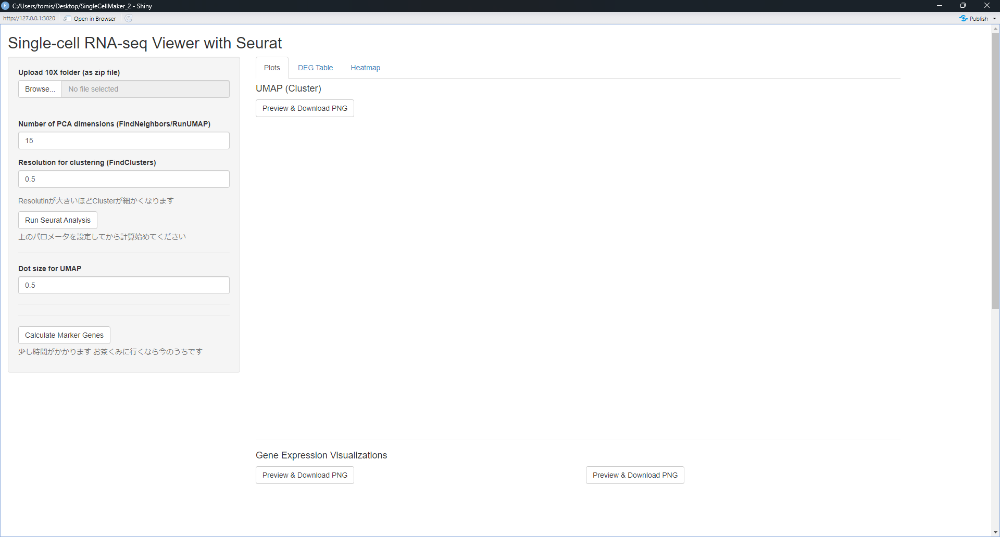 R C:/Users/tomis/Desktop/SingleCellMaker_2 - Shiny
http://127.0.0.1:3020 Open in Browser Publish
Single-cell RNA-seq Viewer with Seurat
Upload 10X folder (as zip file)
Browse... No file selected
Number of PCA dimensions (FindNeighbors/RunUMAP)
15
Resolution for clustering (FindClusters)
0.5
Resolutinが大きいほどClusterが細かくなります
Run Seurat Analysis
上のパロメータを設定してから計算始めてください
Dot size for UMAP
0.5
Calculate Marker Genes
少し時間がかかります お茶くみに行くなら今のうちです
Plots DEG Table Heatmap
UMAP (Cluster)
Preview & Download PNG
Gene Expression Visualizations
Preview & Download PNG Preview & Download PNG